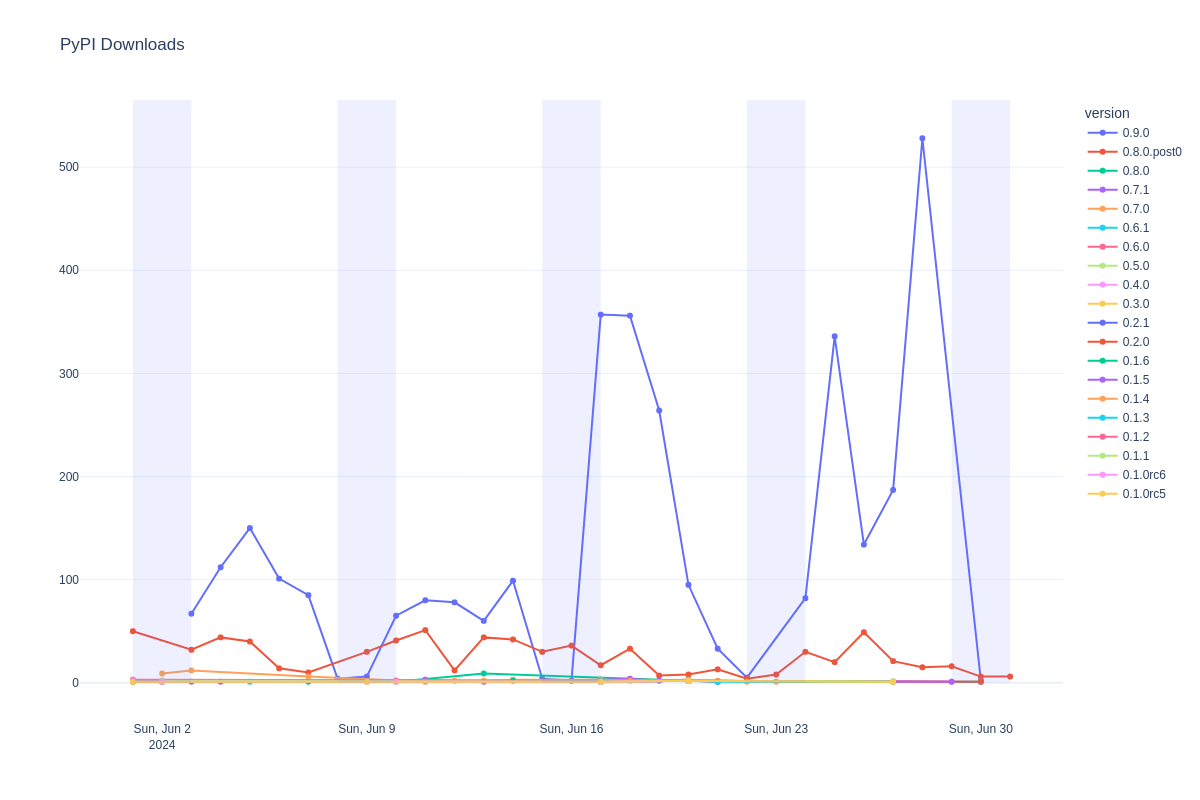 PyPI Downloads
500
400
300
200
100
0
Sun, Jun 2
2024
Sun, Jun 9
Sun, Jun 16
Sun, Jun 23
Sun, Jun 30
version
0.9.0
0.8.0.post0
0.8.0
0.7.1
0.7.0
0.6.1
0.6.0
0.5.0
0.4.0
0.3.0
0.2.1
0.2.0
0.1.6
0.1.5
0.1.4
0.1.3
0.1.2
0.1.1
0.1.0rc6
0.1.0rc5